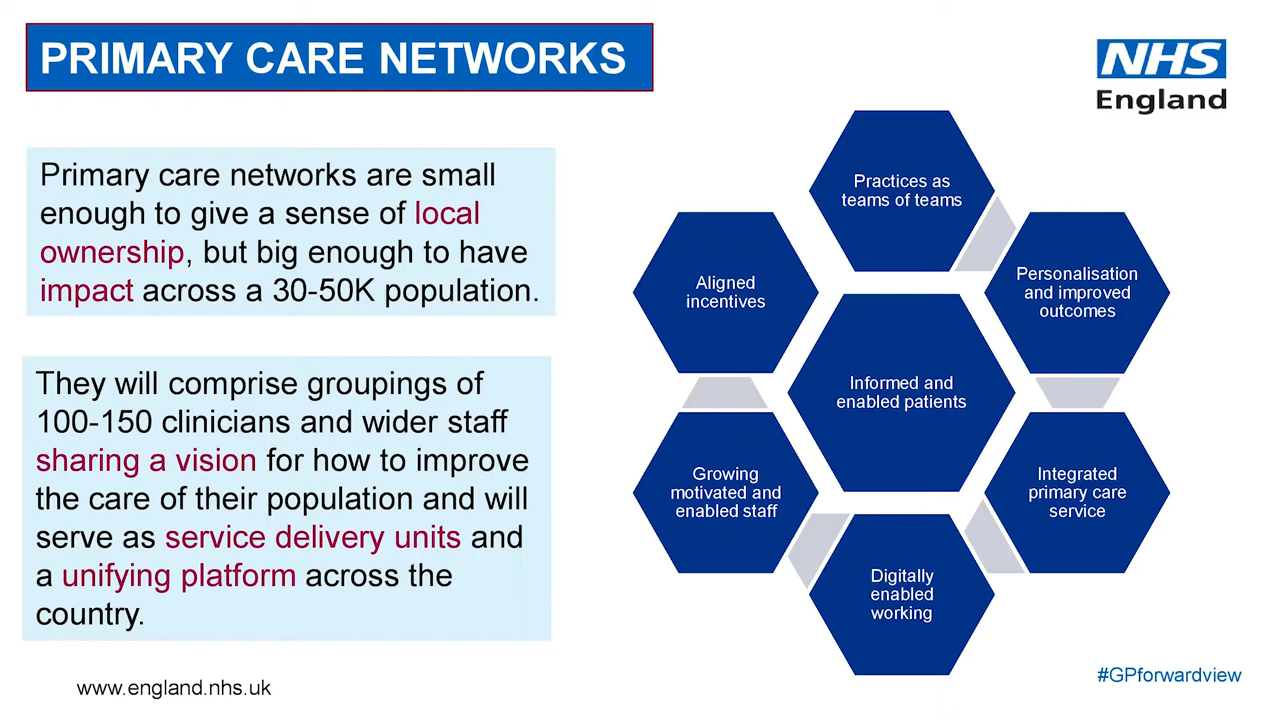 PRIMARY CARE NETWORKS
NHS
England
Primary care networks are small
enough to give a sense of local
ownership, but big enough to have
impact across a 30-50K population.
They will comprise groupings of
100-150 clinicians and wider staff
sharing a vision for how to improve
the care of their population and will
serve as service delivery units and
a unifying platform across the
country.
Practices as
teams of teams
Personalisation
and improved
outcomes
Integrated
primary care
service
Digitally
enabled
working
Growing
motivated and
enabled staff
Aligned
incentives
Informed and
enabled patients
www.england.nhs.uk
#GPforwardview